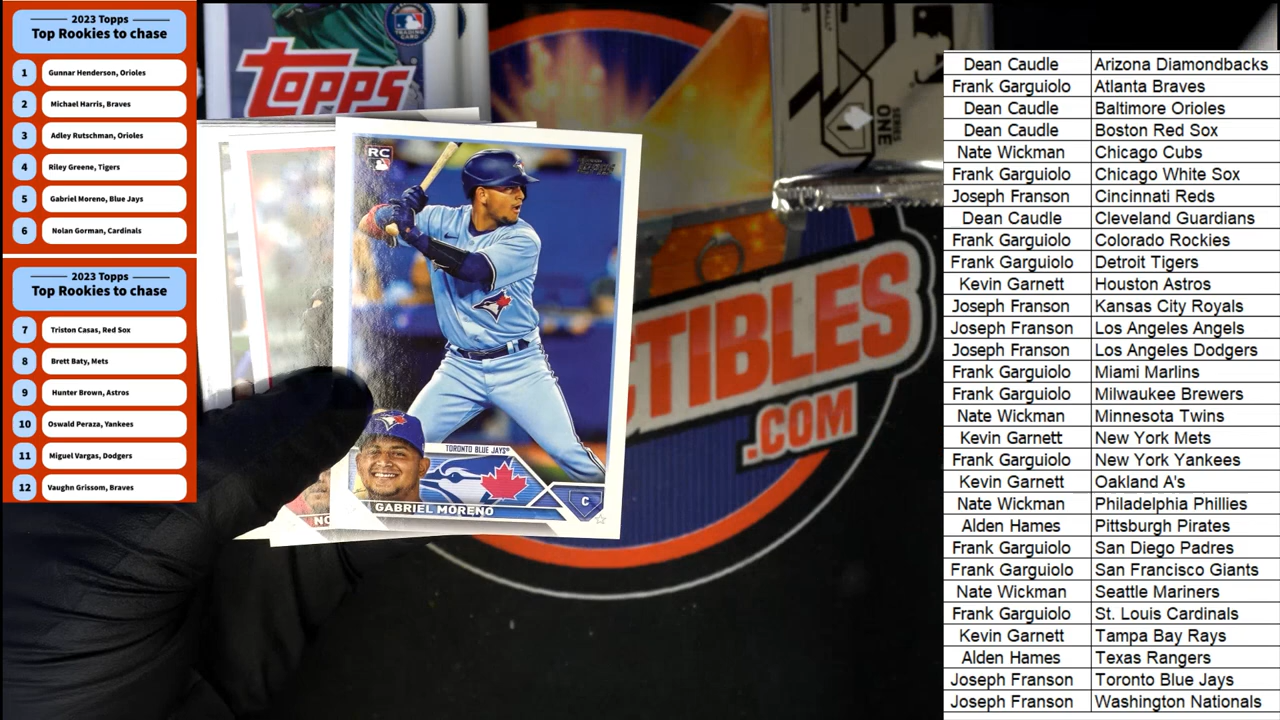 2023 Topps
Top Rookies to chase
1 Gunnar Henderson, Orioles
2 Michael Harris, Braves
3 Adley Rutschman, Orioles
4 Riley Greene, Tigers
5 Gabriel Moreno, Blue Jays
6 Nolan Gorman, Cardinals
2023 Topps
Top Rookies to chase
7 Triston Casas, Red Sox
8 Brett Baty, Mets
9 Hunter Brown, Astros
10 Oswald Peraza, Yankees
11 Miguel Vargas, Dodgers
12 Vaughn Grissom, Braves
TOPPS
RC
TORONTO BLUE JAYS
GABRIEL MORENO
C
NO
SERIES
ONE
CTIBLES
.COM
Dean Caudle Arizona Diamondbacks
Frank Garguiolo Atlanta Braves
Dean Caudle Baltimore Orioles
Dean Caudle Boston Red Sox
Nate Wickman Chicago Cubs
Frank Garguiolo Chicago White Sox
Joseph Franson Cincinnati Reds
Dean Caudle Cleveland Guardians
Frank Garguiolo Colorado Rockies
Frank Garguiolo Detroit Tigers
Kevin Garnett Houston Astros
Joseph Franson Kansas City Royals
Joseph Franson Los Angeles Angels
Joseph Franson Los Angeles Dodgers
Frank Garguiolo Miami Marlins
Frank Garguiolo Milwaukee Brewers
Nate Wickman Minnesota Twins
Kevin Garnett New York Mets
Frank Garguiolo New York Yankees
Kevin Garnett Oakland A's
Nate Wickman Philadelphia Phillies
Alden Hames Pittsburgh Pirates
Frank Garguiolo San Diego Padres
Frank Garguiolo San Francisco Giants
Nate Wickman Seattle Mariners
Frank Garguiolo St. Louis Cardinals
Kevin Garnett Tampa Bay Rays
Alden Hames Texas Rangers
Joseph Franson Toronto Blue Jays
Joseph Franson Washington Nationals